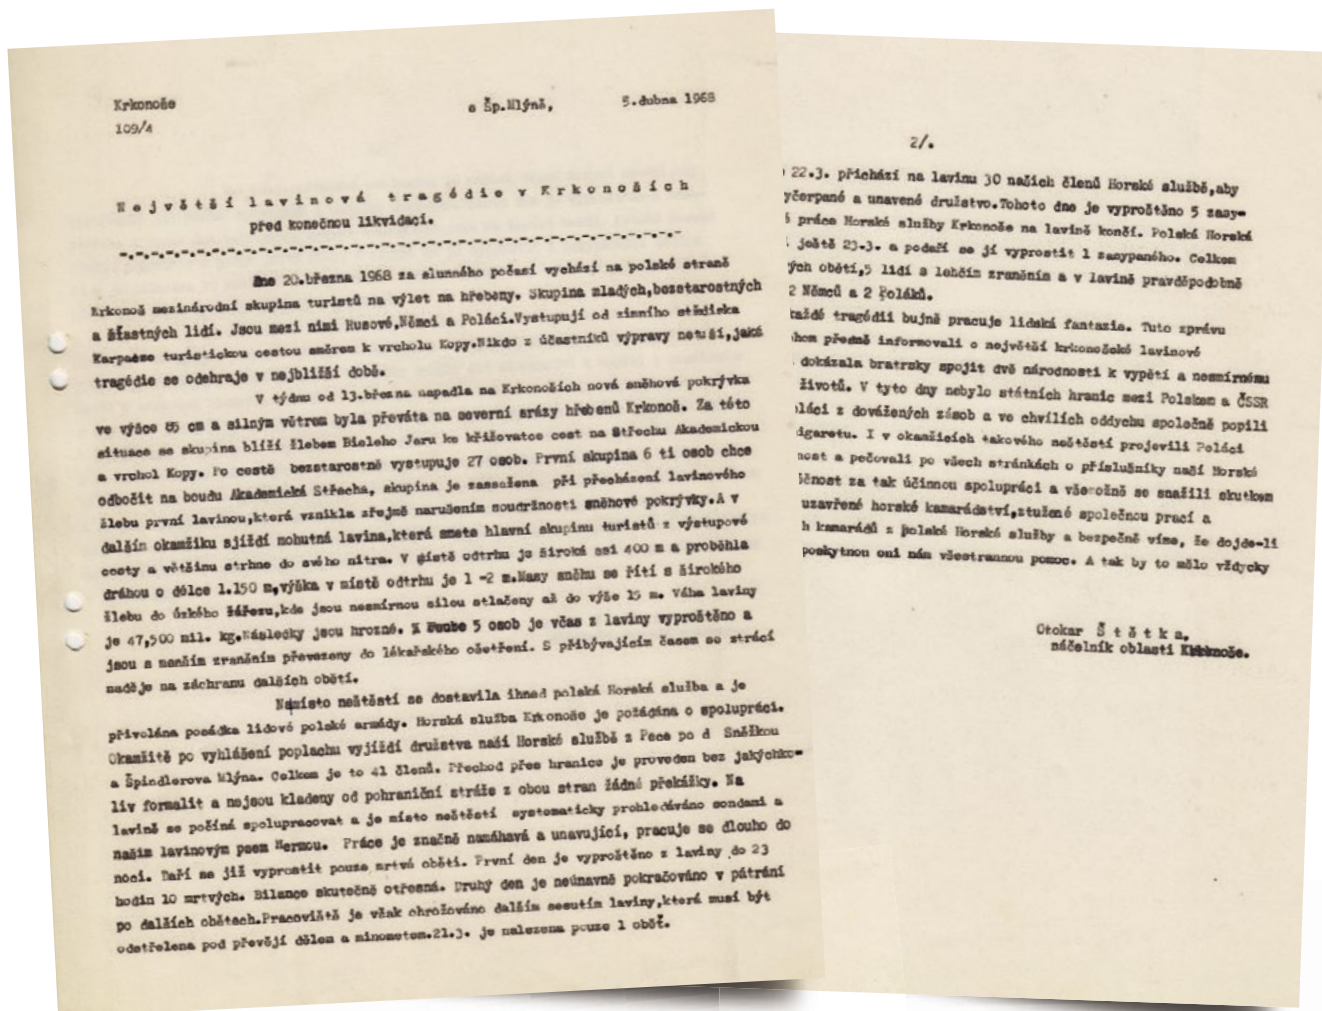 Krkonoše
109/4
e Šp.Mlýně, 5.dubna 1968
Největší lavinová tragédie v Krkonoších
před konečnou likvidací.
-.-.-.-.-.-.-.-.-.-.-.-.-.-.-.-.-.-.-.-.-.-.-.-.-.-.-.-.-.-.-.-.-.-
Dne 20.března 1968 za slunného počasí vychází na polské straně
Krkonoš mezinárodní skupina turistů na výlet na hřebeny. Skupina mladých,bezstarostných
a šťastných lidí. Jsou mezi nimi Rusové,Němci a Poláci.Vystupují od zimního střediska
Karpacze turistickou cestou směrem k vrcholu Kopy.Nikdo z účastníků výpravy netuší,jaká
tragédie se odehraje v nejbližší době.
V týdnu od 13.března napadla na Krkonoších nová sněhová pokrývka
ve výšce 85 cm a silným větrem byla převáta na severní srázy hřebenů Krkonoš. Za této
situace se skupina blíží žlebem Bieleho Jaru ke křižovatce cest na Střechu Akademickou
a vrchol Kopy. Po cestě bezstarostně vystupuje 27 osob. První skupina 6 ti osob chce
odbočit na boudu Akademická Střecha, skupina je zassažena při přecházení lavinového
žlebu první lavinou,která vznikla zřejmě narušením soudržnosti sněhové pokrývky.A v
dalším okamžiku sjíždí mohutná lavina,která smete hlavní skupinu turistů z výstupové
cesty a většinu strhne do svého nitra. V místě odtrhu je široká asi 400 m a proběhla
dráhou o délce 1.150 m,výška v místě odtrhu je 1 -2 m.Masy sněhu se řítí s širokého
žlebu do úzkého žářezu,kde jsou nesmírnou silou stlačeny až do výše 15 m. Váha laviny
je 47,500 mil. kg.Následky jsou hrozné. 5 osob je včas z laviny vyproštěno a
jsou s menším zraněním převezeny do lékařského ošetření. S přibývajícím časem se ztrácí
naděje na záchranu dalších obětí.
Namísto neštěstí se dostavila ihned polská Horská služba a je
přivolána posádka lidové polské armády. Horská služba Krkonoše je požádána o spolupráci.
Okamžitě po vyhlášení poplachu vyjíždí družstva naší Horské službě z Pece po d Sněžkou
a Špindlerova Mlýna. Celkem je to 41 členů. Přechod přes hranice je proveden bez jakýchko-
liv formalit a nejsou kladeny od pohraniční stráže z obou stran žádné překážky. Na
lavině se počíná spolupracovat a je místo neštěstí systematicky prohledáváno sondami a
našim lavinovým psem Hermou. Práce je značně namáhavá a unavující, pracuje se dlouho do
noci. Daří se již vyprostit pouze mrtvé oběti. První den je vyproštěno z laviny do 23
hodin 10 mrtvých. Bilance skutečně otřesná. Druhý den je neúnavně pokračováno v pátrání
po dalších obětech.Pracoviště je však ohrožováno dalším sesutím laviny,která musí být
odstřelena pod převějí dělem a minometem.21.3. je nalezena pouze 1 oběť.
2/.
22.3. přichází na lavinu 30 našich členů Horské službě,aby
yčerpané a unavené družstvo.Tohoto dne je vyproštěno 5 zasy-
é práce Horské služby Krkonoše na lavině končí. Polská Horská
ještě 23.3. a podaří se jí vyprostit 1 zasypaného. Celkem
ých obětí,5 lidí s lehčím zraněním a v lavině pravděpodobně
2 Němců a 2 Poláků.
každé tragédii bujně pracuje lidská fantazie. Tuto zprávu
hom předně informovali o největší krkonošské lavinové
dokázala bratrsky spojit dvě národnosti k vypětí a nesmírnému
životů. V tyto dny nebylo státních hranic mezi Polskem a ČSSR
láci z dovážených zásob a ve chvílích oddychu společně popili
igaretu. I v okamžicích takového neštěstí projevili Poláci
nost a pečovali po všech stránkách o příslušníky naší Horské
čnost za tak účinnou spolupráci a všerožně se snažili skutkem
uzavřené horské kamarádství,ztužené společnou prací a
h kamarádů z polské Horské služby a bezpečně víme, že dojde-li
poskytnou oni nám všestrannou pomoc. A tak by to mělo vždycky
Otokar Štětka.
náčelník oblasti Krkonoše.